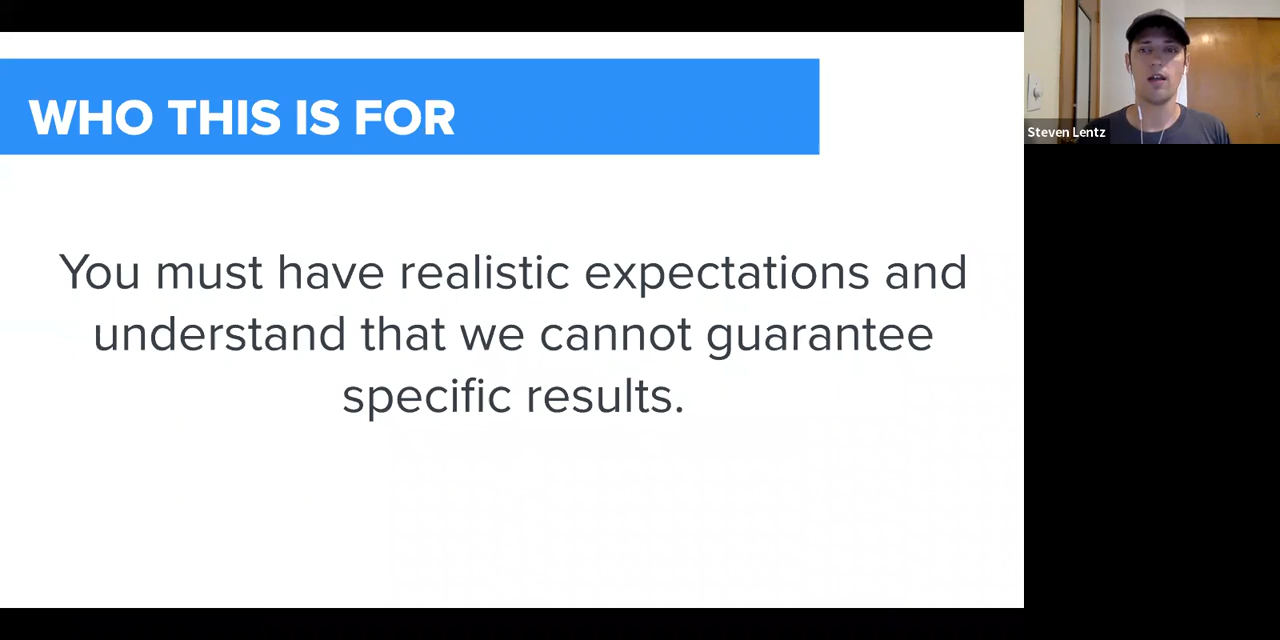 WHO THIS IS FOR
You must have realistic expectations and
understand that we cannot guarantee
specific results.
Steven Lentz